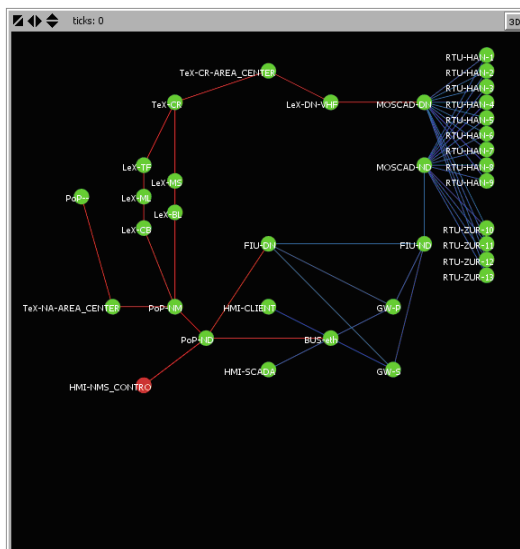 ticks: 0
3D
TeX-CR-AREA_CENTER
TeX-CR
LeX-DN-VHF
MOSCAD-DN
RTU-HAN-1
RTU-HAN-2
RTU-HAN-3
RTU-HAN-4
RTU-HAN-5
RTU-HAN-6
RTU-HAN-7
RTU-HAN-8
RTU-HAN-9
MOSCAD-ND
LeX-TF
LeX-MS
PoP--
LeX-ML
LeX-BL
LeX-CB
RTU-ZUR-10
RTU-ZUR-11
RTU-ZUR-12
RTU-ZUR-13
FIU-DN
FIU-ND
TeX-NA-AREA_CENTER
PoP-NM
HMI-CLIENT
GW-P
PoP-ND
BUS-eth
HMI-SCADA
GW-S
HMI-NMS_CONTRO